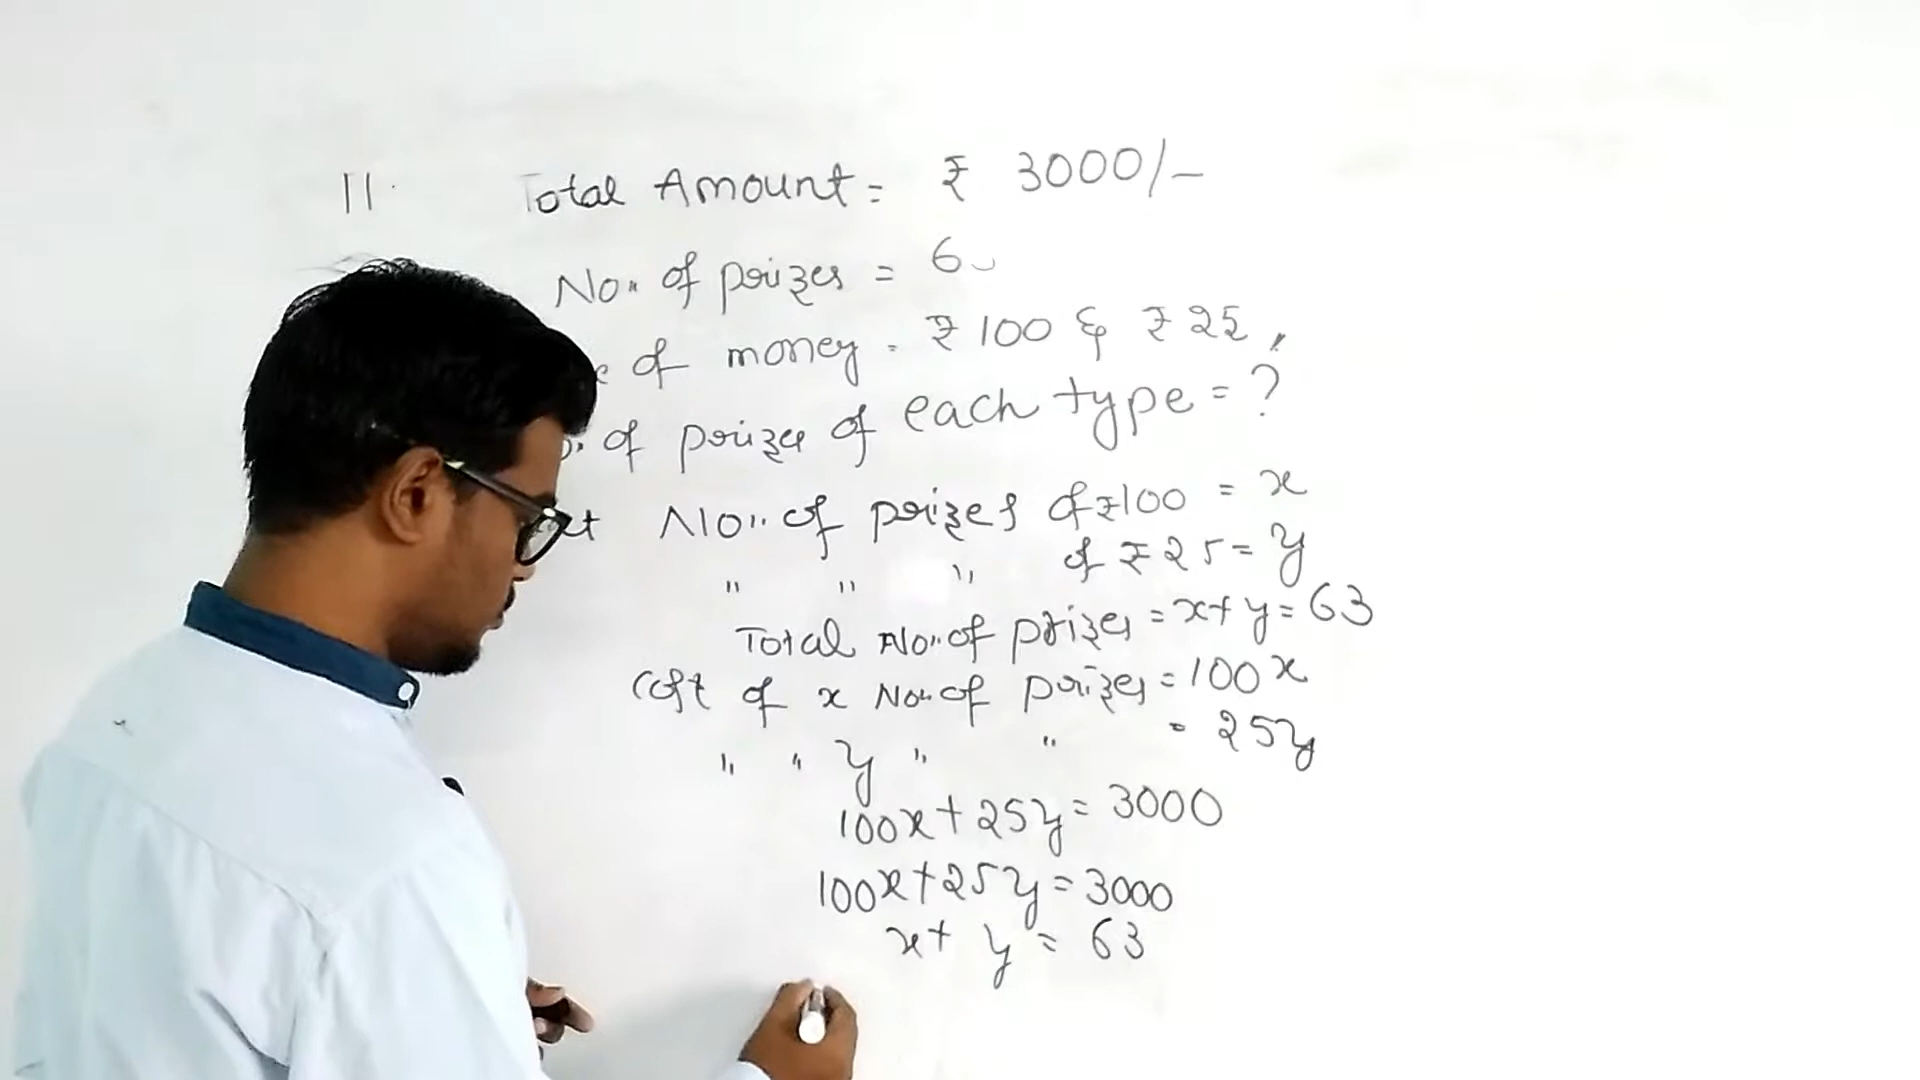 11. Total Amount = ₹ 3000/-
No. of prizes = 6
of money = ₹ 100 & ₹ 25,
of prizes of each type = ?
No. of prizes of ₹100 = x
" " " of ₹25 = y
Total No. of prizes = x + y = 63
Cost of x No. of prizes = 100x
" " y " " = 25y
100x + 25y = 3000
100x + 25y = 3000
x + y = 63